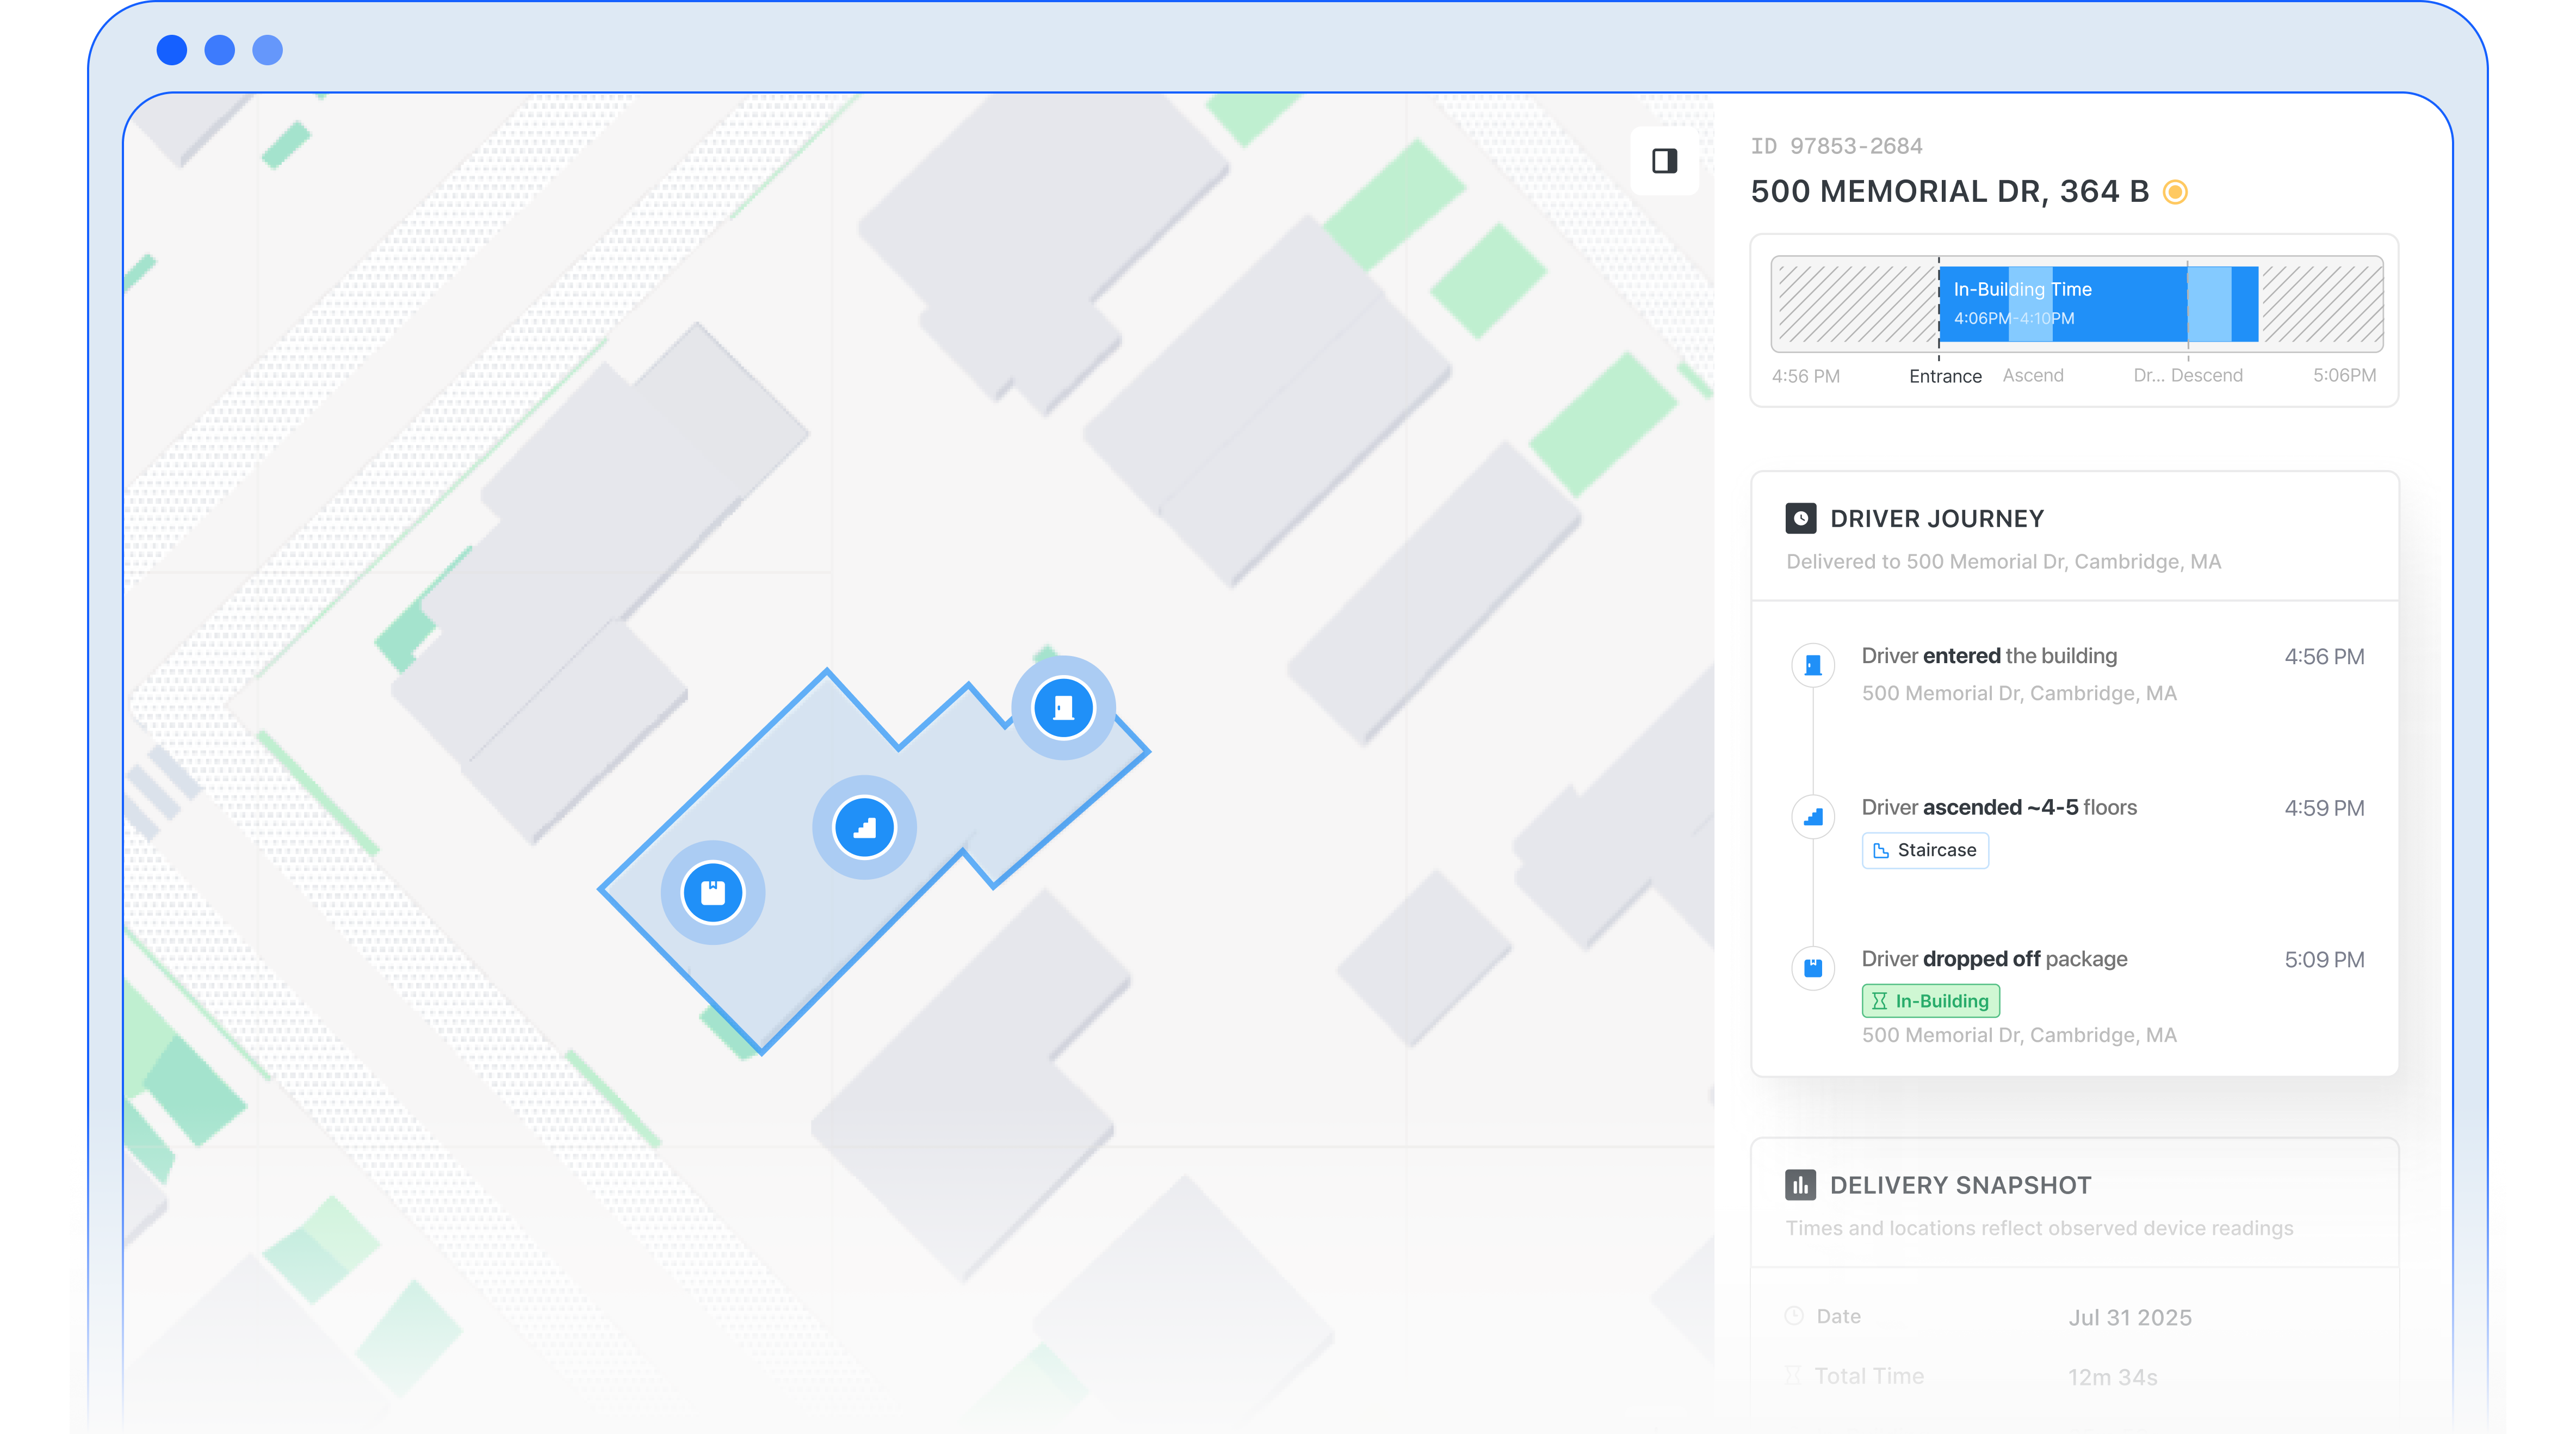 ID 97853-2684
500 MEMORIAL DR, 364 B
In-Building Time
4:06PM-4:10PM
4:56 PM Entrance Ascend Dr... Descend 5:06PM
DRIVER JOURNEY
Delivered to 500 Memorial Dr, Cambridge, MA
Driver entered the building 4:56 PM
500 Memorial Dr, Cambridge, MA
Driver ascended ~4-5 floors 4:59 PM
Staircase
Driver dropped off package 5:09 PM
In-Building
500 Memorial Dr, Cambridge, MA
DELIVERY SNAPSHOT
Times and locations reflect observed device readings
Date Jul 31 2025
Total Time 12m 34s